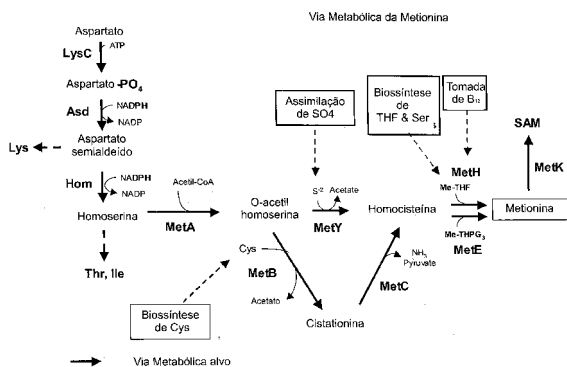 Via Metabólica da Metionina
Aspartato
ATP
LysC
Aspartato -PO4
Asd
NADPH
NADP
Lys
Aspartato
semialdeído
Hom
NADPH
NADP
Homoserina
Thr, Ile
Acetil-CoA
MetA
O-acetil
homoserina
Assimilação
de SO4
S-2
Acetate
MetY
Homocisteína
Biossíntese
de
THF & Ser
Tomada
de B12
MetH
Me-THF
Me-THPG3
MetE
Metionina
SAM
MetK
Cys
MetB
Acetato
Cistationina
NH3
Pyruvate
MetC
Biossíntese
de Cys
Via Metabólica alvo